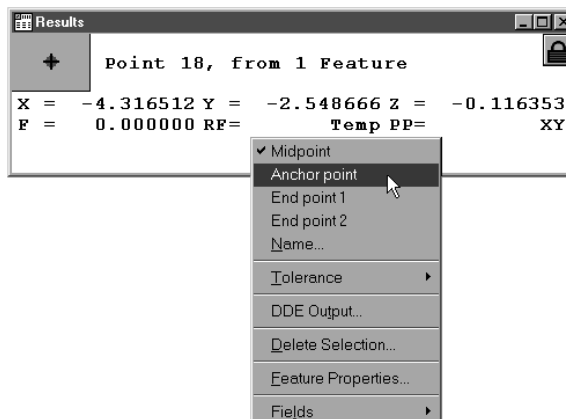 Results
Point 18, from 1 Feature
X = -4.316512 Y = -2.548666 Z = -0.116353
F = 0.000000 RF= Temp PP= XY
Midpoint
Anchor point
End point 1
End point 2
Name...
Tolerance
DDE Output...
Delete Selection...
Feature Properties...
Fields